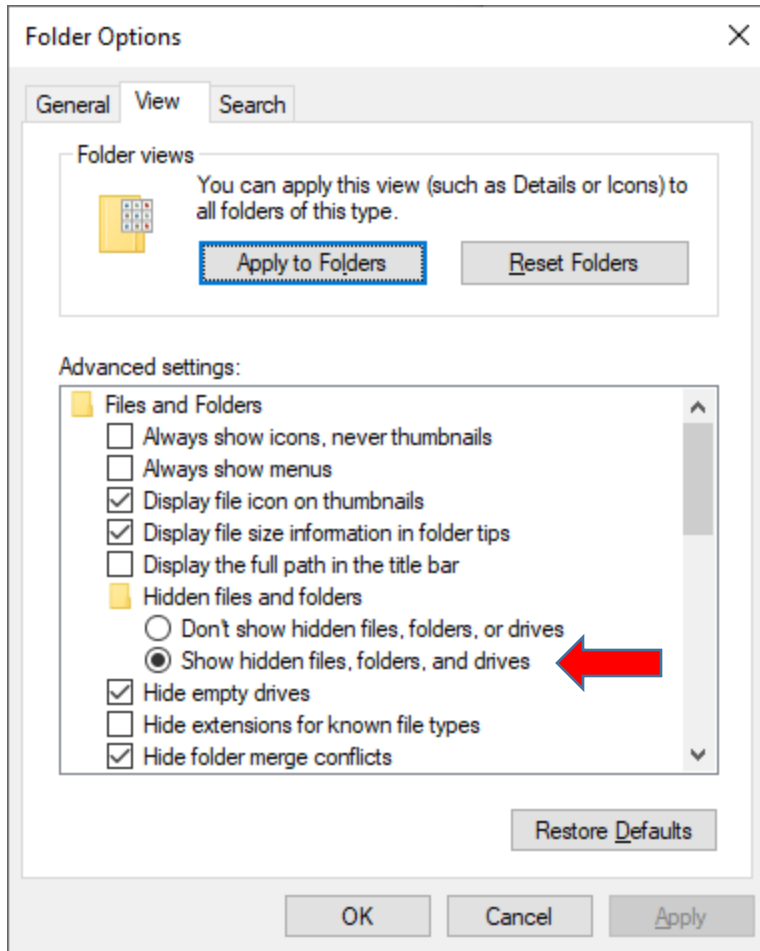 Folder Options
General View Search
Folder views
You can apply this view (such as Details or Icons) to
all folders of this type.
Apply to Folders Reset Folders
Advanced settings:
Files and Folders
Always show icons, never thumbnails
Always show menus
Display file icon on thumbnails
Display file size information in folder tips
Display the full path in the title bar
Hidden files and folders
Don't show hidden files, folders, or drives
Show hidden files, folders, and drives
Hide empty drives
Hide extensions for known file types
Hide folder merge conflicts
Restore Defaults
OK Cancel Apply